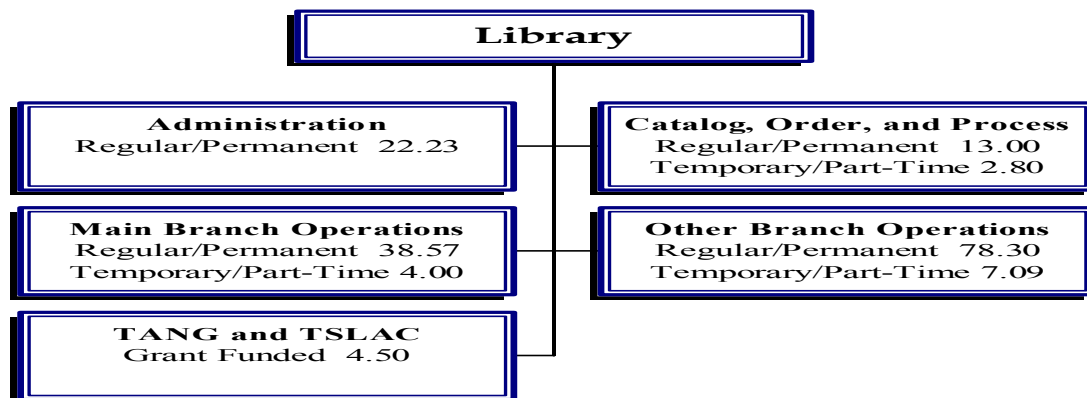 Library
Administration
Regular/Permanent 22.23
Catalog, Order, and Process
Regular/Permanent 13.00
Temporary/Part-Time 2.80
Main Branch Operations
Regular/Permanent 38.57
Temporary/Part-Time 4.00
Other Branch Operations
Regular/Permanent 78.30
Temporary/Part-Time 7.09
TANG and TSLAC
Grant Funded 4.50